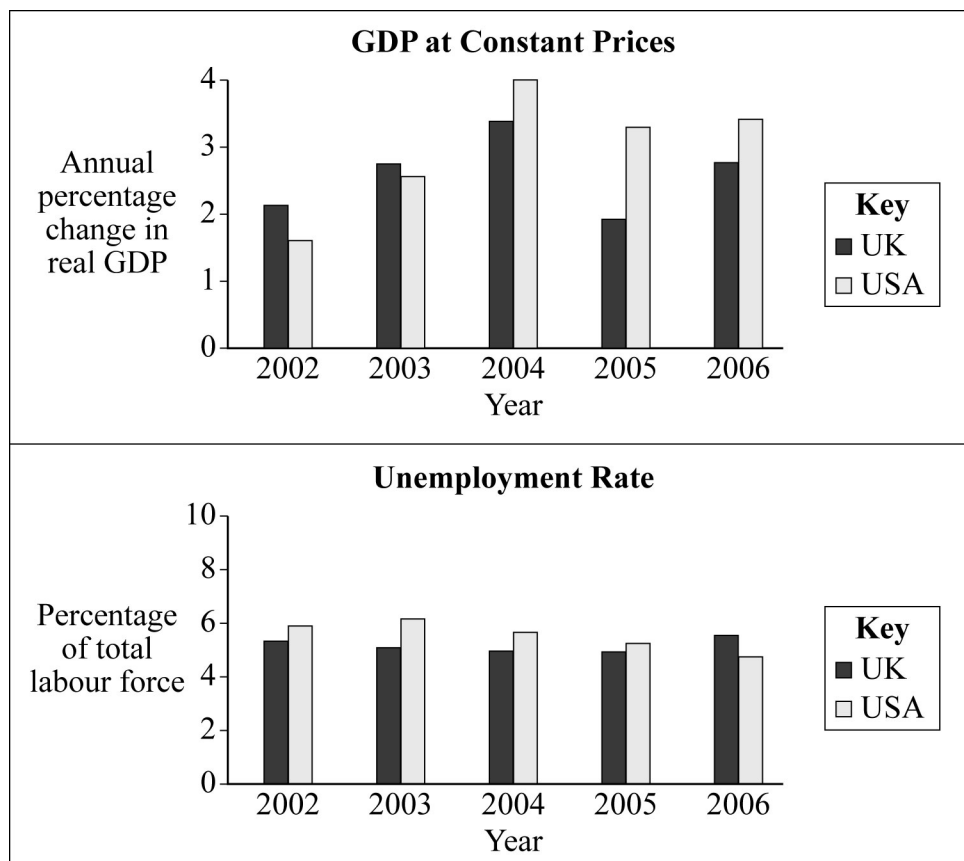 GDP at Constant Prices
Annual
percentage
change in
real GDP
4
3
2
1
0
2002 2003 2004 2005 2006
Year
Key
UK
USA
Unemployment Rate
Percentage
of total
labour force
10
8
6
4
2
0
2002 2003 2004 2005 2006
Year
Key
UK
USA